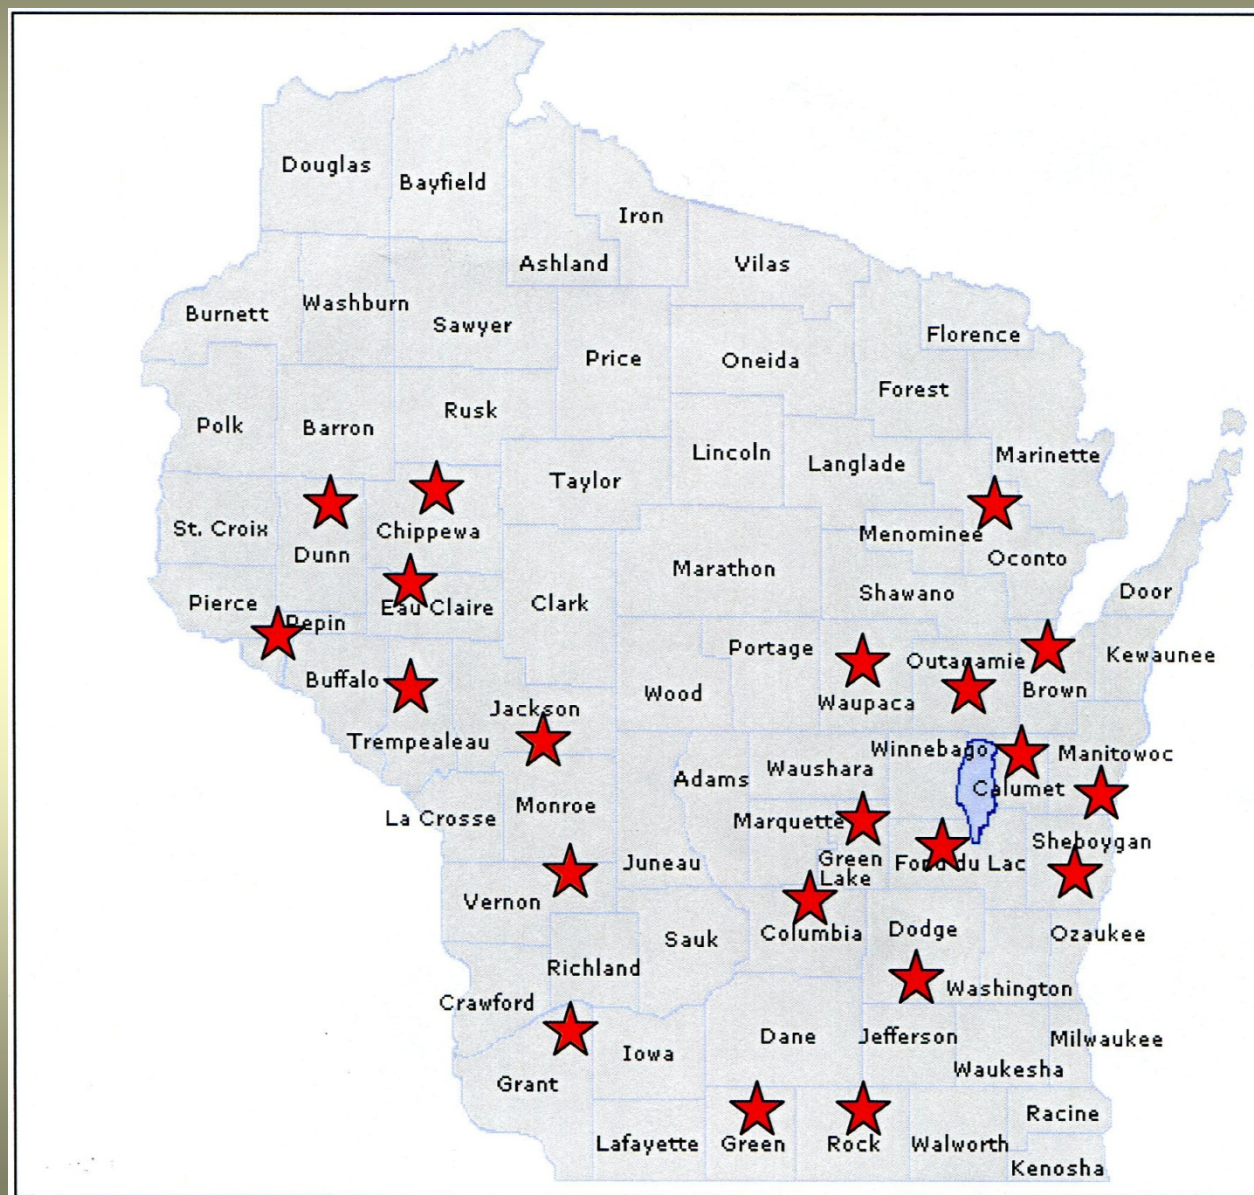 Douglas
Bayfield
Iron
Ashland
Vilas
Burnett
Washburn
Sawyer
Florence
Price
Oneida
Forest
Polk
Barron
Rusk
Lincoln
Langlade
Marinette
Taylor
St. Croix
Dunn
Chippewa
Menominee
Oconto
Marathon
Shawano
Door
Pierce
Pepin
Eau Claire
Clark
Portage
Outagamie
Kewaunee
Buffalo
Wood
Waupaca
Brown
Jackson
Trempealeau
Winnebago
Manitowoc
Adams
Waushara
Calumet
Monroe
La Crosse
Marquette
Sheboygan
Juneau
Green
Lake
Fond du Lac
Vernon
Sauk
Columbia
Dodge
Ozaukee
Richland
Washington
Crawford
Iowa
Dane
Jefferson
Milwaukee
Waukesha
Grant
Racine
Lafayette
Green
Rock
Walworth
Kenosha